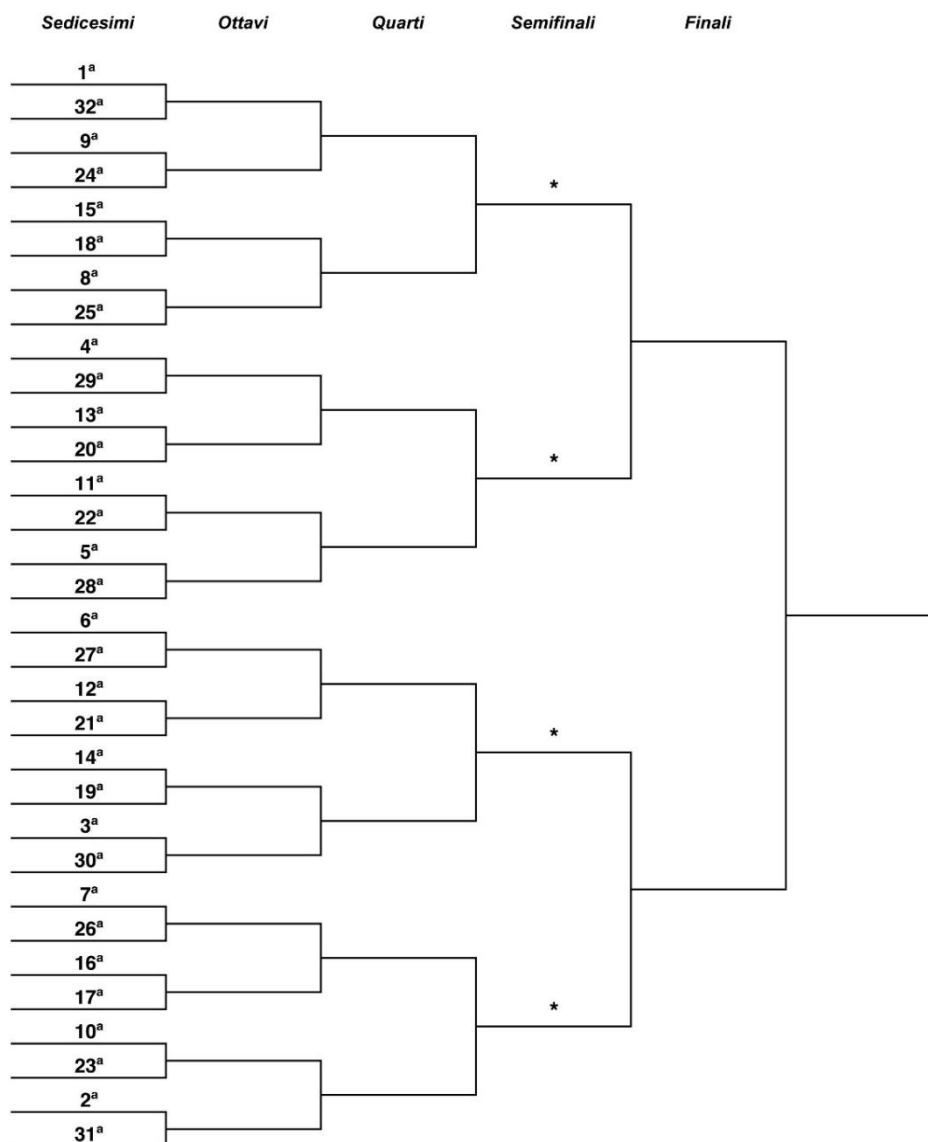 Sedicesimi Ottavi Quarti Semifinali Finali
1ª
32ª
9ª
24ª
15ª
*
18ª
8ª
25ª
4ª
29ª
13ª
20ª
*
11ª
22ª
5ª
28ª
6ª
27ª
12ª
21ª
*
14ª
19ª
3ª
30ª
7ª
26ª
16ª
17ª
*
10ª
23ª
2ª
31ª